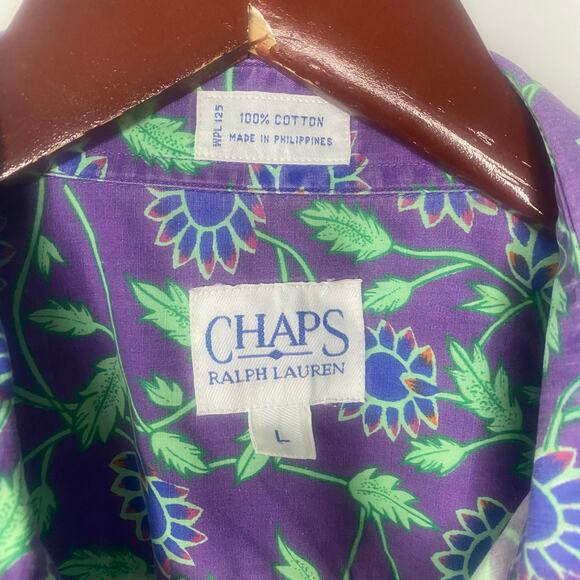 WPL 125
100% COTTON
MADE IN PHILIPPINES
CHAPS
RALPH LAUREN
L